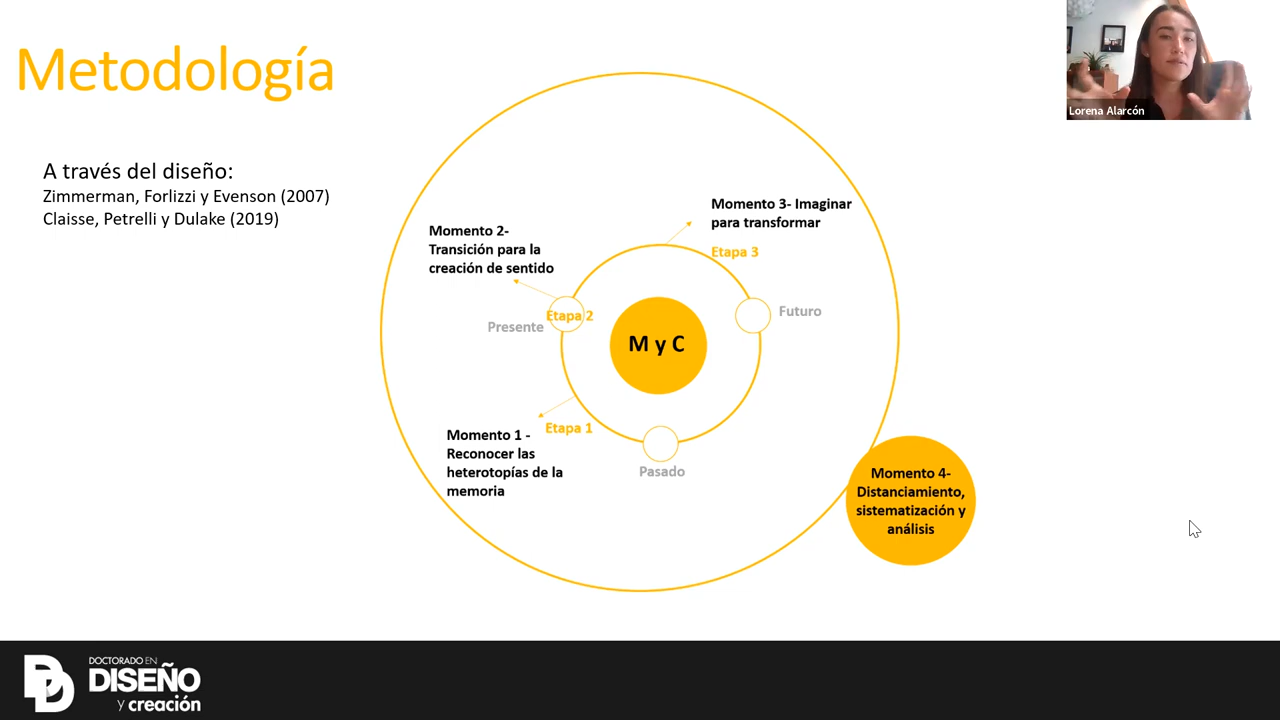 Metodología
A través del diseño:
Zimmerman, Forlizzi y Evenson (2007)
Claisse, Petrelli y Dulake (2019)
Lorena Alarcón
Momento 3- Imaginar
para transformar
Etapa 3
Momento 2-
Transición para la
creación de sentido
Etapa 2
Presente
Futuro
M y C
Etapa 1
Momento 1 -
Reconocer las
heterotopías de la
memoria
Pasado
Momento 4-
Distanciamiento,
sistematización y
análisis
DOCTORADO EN
DISEÑO
y creación